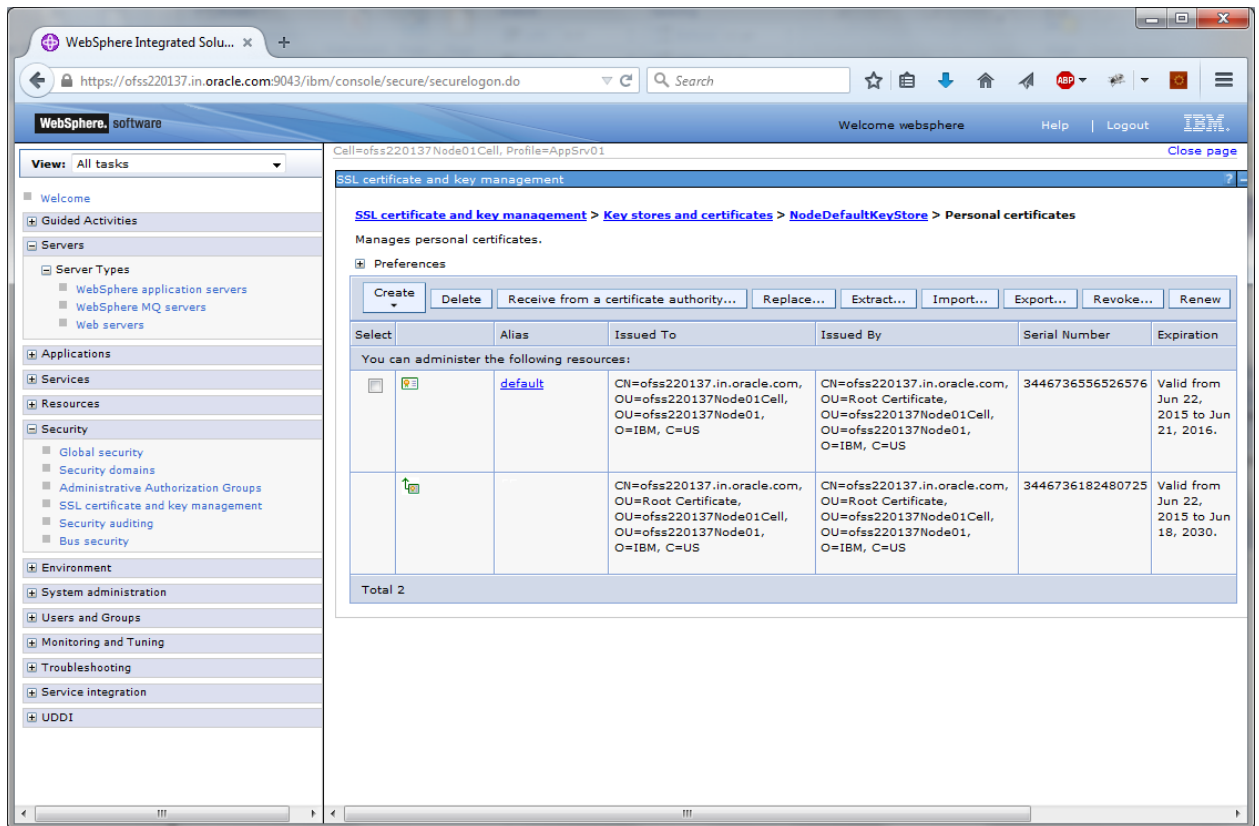 WebSphere Integrated Solu... × +
https://ofss220137.in.oracle.com:9043/ibm/console/secure/securelogon.do
Search
ABP
WebSphere. software
Welcome websphere
Help | Logout
IBM.
View: All tasks
Welcome
Guided Activities
Servers
Server Types
WebSphere application servers
WebSphere MQ servers
Web servers
Applications
Services
Resources
Security
Global security
Security domains
Administrative Authorization Groups
SSL certificate and key management
Security auditing
Bus security
Environment
System administration
Users and Groups
Monitoring and Tuning
Troubleshooting
Service integration
UDDI
Cell=ofss220137Node01Cell, Profile=AppSrv01
Close page
SSL certificate and key management
? -
SSL certificate and key management > Key stores and certificates > NodeDefaultKeyStore > Personal certificates
Manages personal certificates.
Preferences
Create Delete Receive from a certificate authority... Replace... Extract... Import... Export... Revoke... Renew
Select Alias Issued To Issued By Serial Number Expiration
You can administer the following resources:
default
CN=ofss220137.in.oracle.com,
OU=ofss220137Node01Cell,
OU=ofss220137Node01,
O=IBM, C=US
CN=ofss220137.in.oracle.com,
OU=Root Certificate,
OU=ofss220137Node01Cell,
OU=ofss220137Node01,
O=IBM, C=US
3446736556526576
Valid from
Jun 22,
2015 to Jun
21, 2016.
CN=ofss220137.in.oracle.com,
OU=Root Certificate,
OU=ofss220137Node01Cell,
OU=ofss220137Node01,
O=IBM, C=US
CN=ofss220137.in.oracle.com,
OU=Root Certificate,
OU=ofss220137Node01Cell,
OU=ofss220137Node01,
O=IBM, C=US
3446736182480725
Valid from
Jun 22,
2015 to Jun
18, 2030.
Total 2